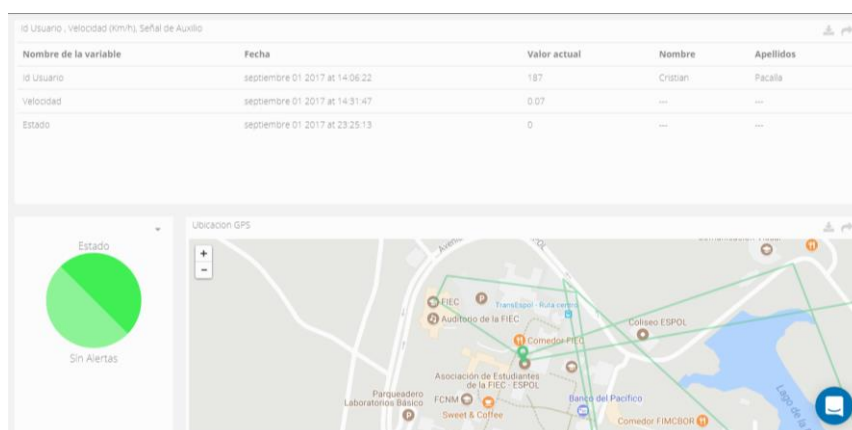 Id Usuario , Velocidad (Km/h), Señal de Auxilio
Nombre de la variable Fecha Valor actual Nombre Apellidos
Id Usuario septiembre 01 2017 at 14:06:22 187 Cristian Pacalla
Velocidad septiembre 01 2017 at 14:31:47 0.07 --- ---
Estado septiembre 01 2017 at 23:25:13 0 --- ---
Estado
Sin Alertas
Ubicacion GPS
+
-
ESPOL
FIEC
P
TransEspol - Ruta centro
Auditorio de la FIEC
Coliseo ESPOL
Comedor FIEC
Asociación de Estudiantes
de la FIEC - ESPOL
Parqueadero
Laboratorios Básico
P
FCNM
Banco del Pacífico
Sweet & Coffee
Comedor FIMCBOR
Lago de la